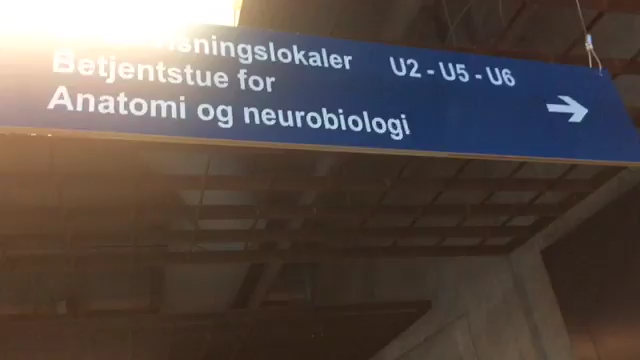 U2 - U5 - U6
Betjentstue for
Anatomi og neurobiologi